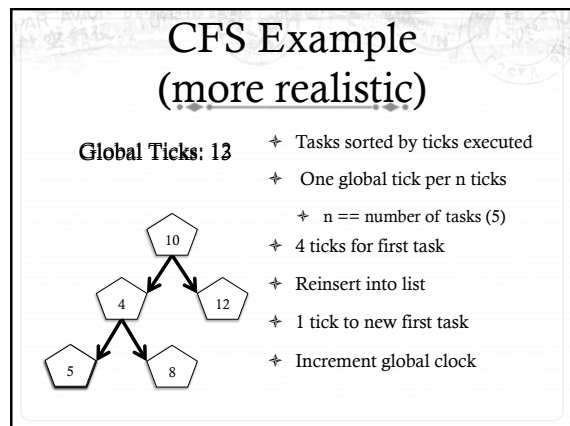 CFS Example
(more realistic)
Global Ticks:
Tasks sorted by ticks executed
One global tick per n ticks
n == number of tasks (5)
4 ticks for first task
Reinsert into list
1 tick to new first task
Increment global clock
10
4
12
5
8